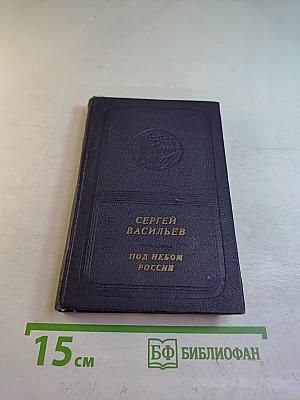 СЕРГЕЙ
ВАСИЛЬЕВ
ПОД НЕБОМ
РОССИИ
15 см
БФ БИБЛИОФАН